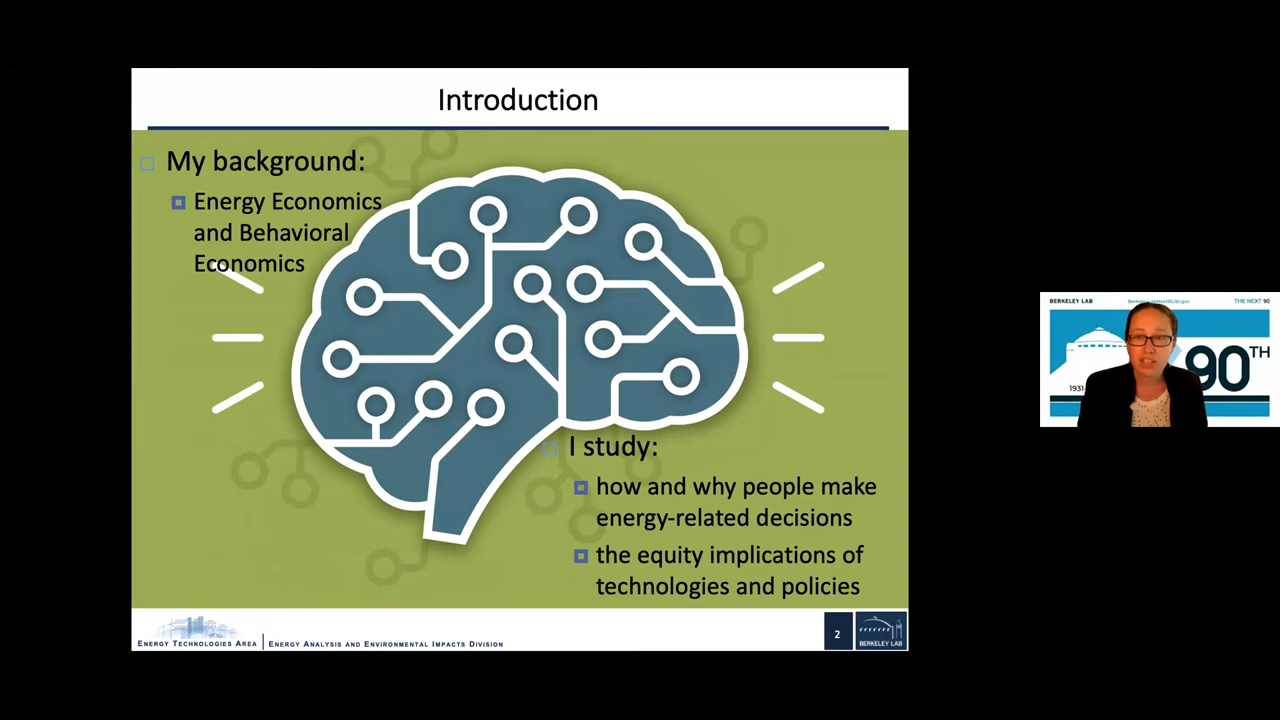 Introduction
My background:
Energy Economics
and Behavioral
Economics
I study:
how and why people make
energy-related decisions
the equity implications of
technologies and policies
ENERGY TECHNOLOGIES AREA
ENERGY ANALYSIS AND ENVIRONMENTAL IMPACTS DIVISION
2
BERKELEY LAB
BERKELEY LAB
THE NEXT 90
90TH
1931